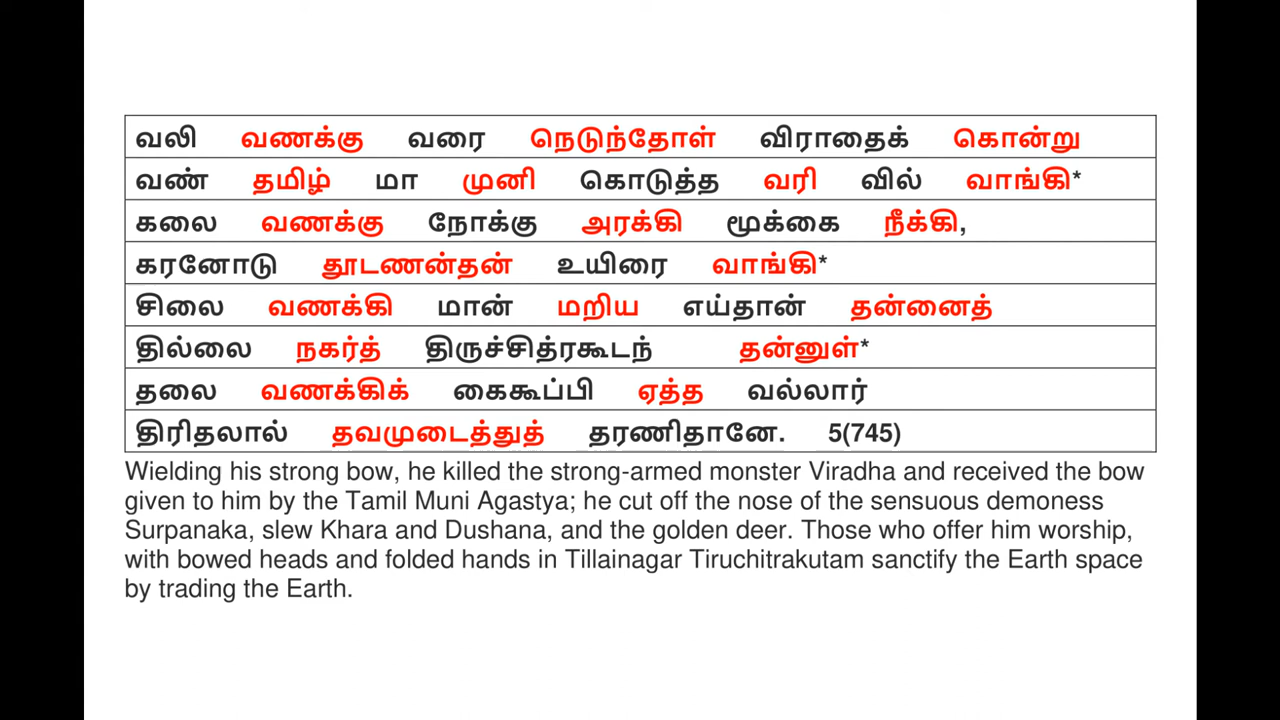 வலி வணக்கு வரை நெடுந்தோள் விராதைக் கொன்று
வண் தமிழ் மா முனி கொடுத்த வரி வில் வாங்கி*
கலை வணக்கு நோக்கு அரக்கி மூக்கை நீக்கி,
கரனோடு தூடணன்தன் உயிரை வாங்கி*
சிலை வணக்கி மான் மறிய எய்தான் தன்னைத்
தில்லை நகர்த் திருச்சித்ரகூடந் தன்னுள்*
தலை வணக்கிக் கைகூப்பி ஏத்த வல்லார்
திரிதலால் தவமுடைத்துத் தரணிதானே. 5(745)
Wielding his strong bow, he killed the strong-armed monster Viradha and received the bow
given to him by the Tamil Muni Agastya; he cut off the nose of the sensuous demoness
Surpanaka, slew Khara and Dushana, and the golden deer. Those who offer him worship,
with bowed heads and folded hands in Tillainagar Tiruchitrakutam sanctify the Earth space
by trading the Earth.